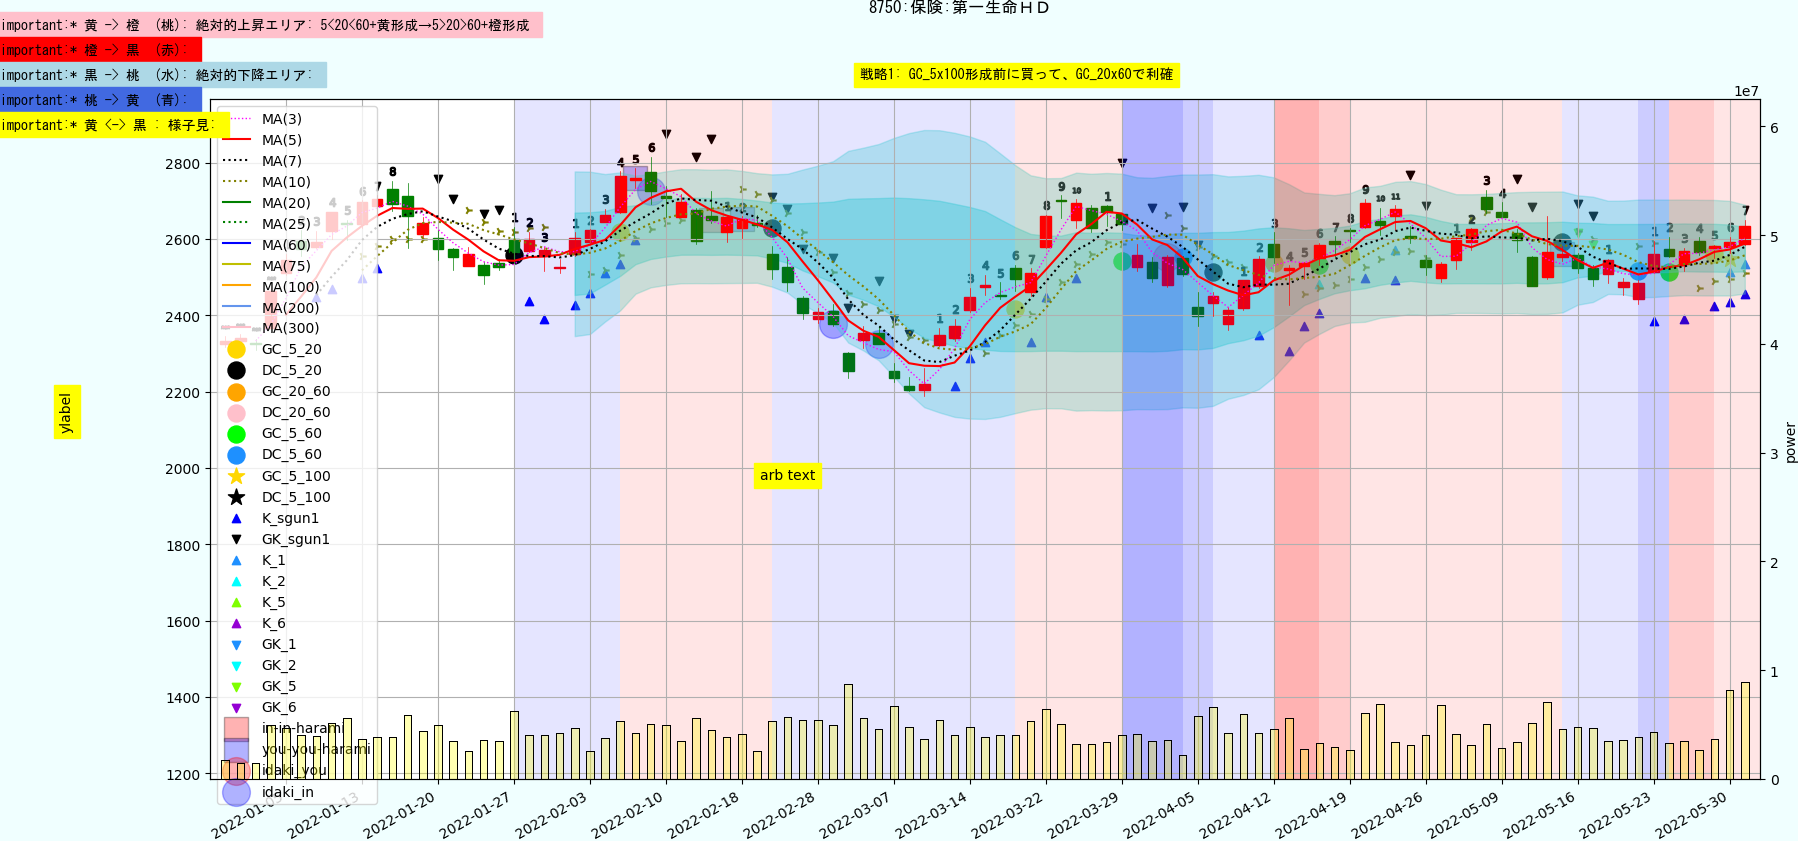 8750:保険:第一生命ＨＤ
important:* 黄 -> 橙 （桃）: 絶対的上昇エリア: 5<20<60+黄形成→5>20>60+橙形成
important:* 橙 -> 黒 （赤）:
important:* 黒 -> 桃 （水）: 絶対的下降エリア:
important:* 桃 -> 黄 （青）:
important:* 黄 <-> 黒 : 様子見:
戦略1: GC_5x100形成前に買って、GC_20x60で利確
1e7
MA(3)
MA(5)
MA(7)
MA(10)
MA(20)
MA(25)
MA(60)
MA(75)
MA(100)
MA(200)
MA(300)
GC_5_20
DC_5_20
GC_20_60
DC_20_60
GC_5_60
DC_5_60
GC_5_100
DC_5_100
K_sgun1
GK_sgun1
K_1
K_2
K_5
K_6
GK_1
GK_2
GK_5
GK_6
in-in-harami
you-you-harami
idaki_you
idaki_in
ylabel
2800
2600
2400
2200
2000
1800
1600
1400
1200
arb text
power
6
5
4
3
2
1
0
2022-01-05
2022-01-13
2022-01-20
2022-01-27
2022-02-03
2022-02-10
2022-02-18
2022-02-28
2022-03-07
2022-03-14
2022-03-22
2022-03-29
2022-04-05
2022-04-12
2022-04-19
2022-04-26
2022-05-09
2022-05-16
2022-05-23
2022-05-30